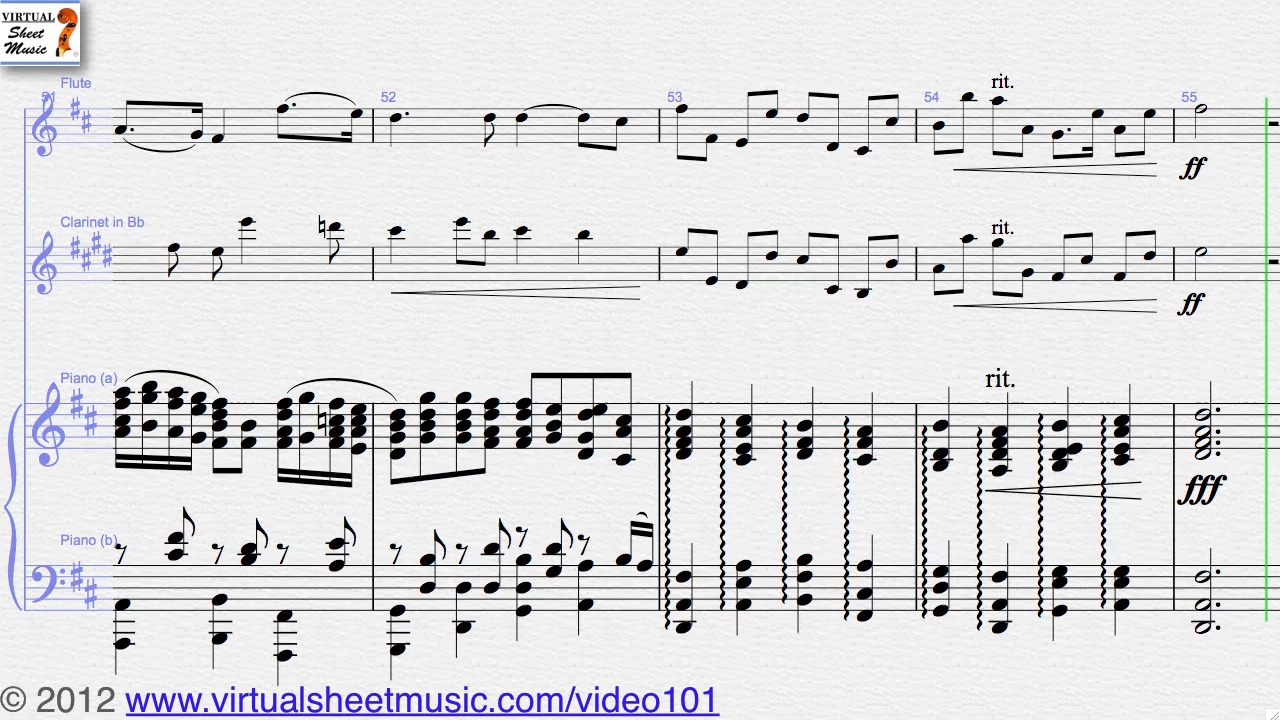 VIRTUAL
Sheet
Music
®
Flute
51
52
53
54
55
rit.
ff
Clarinet in Bb
rit.
ff
Piano (a)
rit.
fff
Piano (b)
© 2012 www.virtualsheetmusic.com/video101